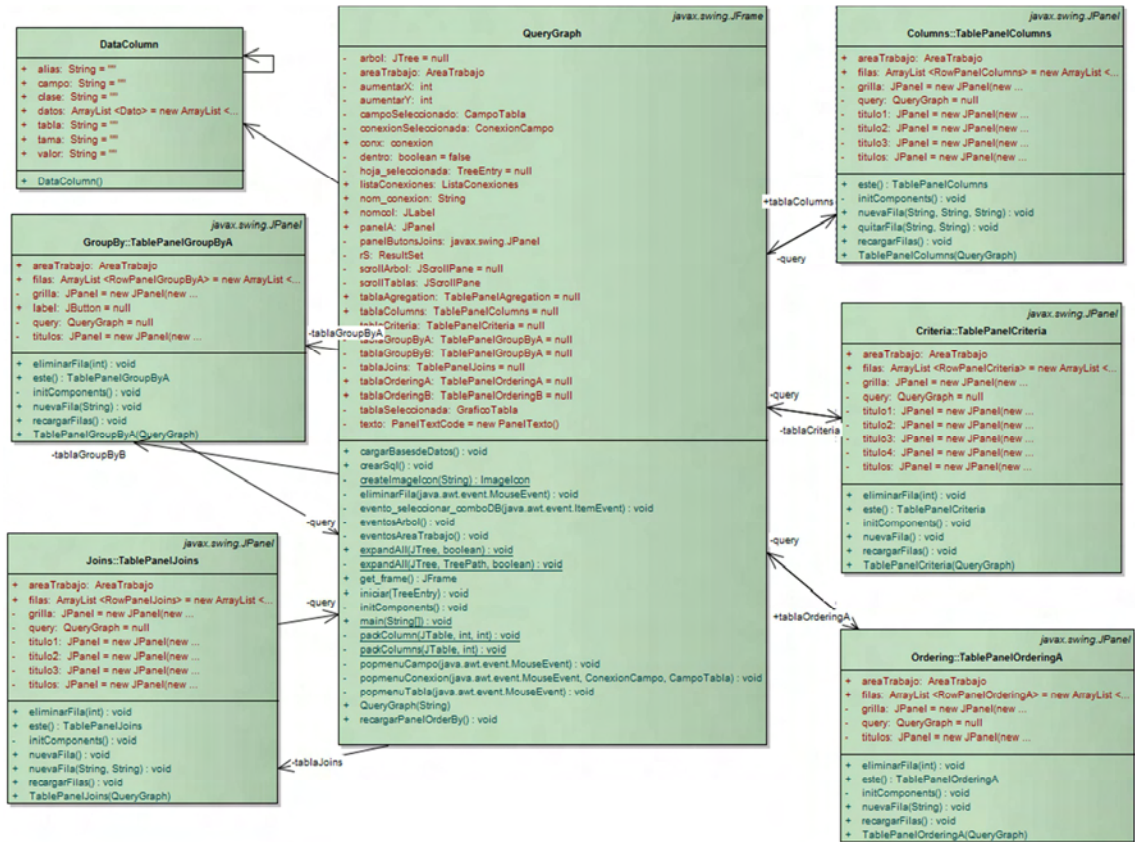 DataColumn
+ alias: String = ""
+ campo: String = ""
+ clase: String = ""
+ datos: ArrayList <Dato> = new ArrayList <...
+ tabla: String = ""
+ tama: String = ""
+ valor: String = ""
+ DataColumn()
javax.swing.JPanel
GroupBy::TablePanelGroupByA
+ areaTrabajo: AreaTrabajo
+ filas: ArrayList <RowPanelGroupByA> = new ArrayList <...
- grilla: JPanel = new JPanel(new ...
+ label: JButton = null
- query: QueryGraph = null
- titulos: JPanel = new JPanel(new ...
+ eliminarFila(int) : void
+ este() : TablePanelGroupByA
- initComponents() : void
+ nuevaFila(String) : void
+ recargarFilas() : void
+ TablePanelGroupByA(QueryGraph)
-tablaGroupByB
javax.swing.JPanel
Joins::TablePanelJoins
+ areaTrabajo: AreaTrabajo
+ filas: ArrayList <RowPanelJoins> = new ArrayList <...
- grilla: JPanel = new JPanel(new ...
- query: QueryGraph = null
- titulo1: JPanel = new JPanel(new ...
- titulo2: JPanel = new JPanel(new ...
- titulo3: JPanel = new JPanel(new ...
- titulos: JPanel = new JPanel(new ...
+ eliminarFila(int) : void
+ este() : TablePanelJoins
- initComponents() : void
+ nuevaFila() : void
+ nuevaFila(String, String) : void
+ recargarFilas() : void
+ TablePanelJoins(QueryGraph)
-tablaGroupByA
-query
-query
-tablaJoins
javax.swing.JFrame
QueryGraph
- arbol: JTree = null
- areaTrabajo: AreaTrabajo
- aumentarX: int
- aumentarY: int
- campoSeleccionado: CampoTabla
- conexionSeleccionada: ConexionCampo
+ conx: conexion
- dentro: boolean = false
- hoja_seleccionada: TreeEntry = null
+ listaConexiones: ListaConexiones
- nom_conexion: String
+ nomcol: JLabel
+ panelA: JPanel
- panelButonsJoins: javax.swing.JPanel
- rS: ResultSet
- scrollArbol: JScrollPane = null
- scrollTablas: JScrollPane
+ tablaAgregation: TablePanelAgregation = null
+ tablaColumns: TablePanelColumns = null
- tablaCriteria: TablePanelCriteria = null
- tablaGroupByA: TablePanelGroupByA = null
- tablaGroupByB: TablePanelGroupByA = null
- tablaJoins: TablePanelJoins = null
+ tablaOrderingA: TablePanelOrderingA = null
+ tablaOrderingB: TablePanelOrderingB = null
- tablaSeleccionada: GraficoTabla
- texto: PanelTextCode = new PanelTexto()
+ cargarBasesdeDatos() : void
+ crearSql() : void
+ createImageIcon(String) : ImageIcon
- eliminarFila(java.awt.event.MouseEvent) : void
- evento_seleccionar_comboDB(java.awt.event.ItemEvent) : void
- eventosArbol() : void
- eventosAreaTrabajo() : void
+ expandAll(JTree, boolean) : void
- expandAll(JTree, TreePath, boolean) : void
+ get_frame() : JFrame
+ iniciar(TreeEntry) : void
- initComponents() : void
+ main(String[]) : void
- packColumn(JTable, int, int) : void
- packColumns(JTable, int) : void
- popmenuCampo(java.awt.event.MouseEvent) : void
- popmenuConexion(java.awt.event.MouseEvent, ConexionCampo, CampoTabla) : void
- popmenuTabla(java.awt.event.MouseEvent) : void
+ QueryGraph(String)
+ recargarPanelOrderBy() : void
+tablaColumns
-query
-query
-tablaCriteria
-query
+tablaOrderingA
javax.swing.JPanel
Columns::TablePanelColumns
+ areaTrabajo: AreaTrabajo
+ filas: ArrayList <RowPanelColumns> = new ArrayList <...
- grilla: JPanel = new JPanel(new ...
- query: QueryGraph = null
- titulo1: JPanel = new JPanel(new ...
- titulo2: JPanel = new JPanel(new ...
- titulo3: JPanel = new JPanel(new ...
- titulos: JPanel = new JPanel(new ...
+ este() : TablePanelColumns
- initComponents() : void
+ nuevaFila(String, String, String) : void
+ quitarFila(String, String) : void
+ recargarFilas() : void
+ TablePanelColumns(QueryGraph)
javax.swing.JPanel
Criteria::TablePanelCriteria
+ areaTrabajo: AreaTrabajo
+ filas: ArrayList <RowPanelCriteria> = new ArrayList <...
- grilla: JPanel = new JPanel(new ...
- query: QueryGraph = null
- titulo1: JPanel = new JPanel(new ...
- titulo2: JPanel = new JPanel(new ...
- titulo3: JPanel = new JPanel(new ...
- titulo4: JPanel = new JPanel(new ...
- titulos: JPanel = new JPanel(new ...
+ eliminarFila(int) : void
+ este() : TablePanelCriteria
- initComponents() : void
+ nuevaFila() : void
+ recargarFilas() : void
+ TablePanelCriteria(QueryGraph)
javax.swing.JPanel
Ordering::TablePanelOrderingA
+ areaTrabajo: AreaTrabajo
+ filas: ArrayList <RowPanelOrderingA> = new ArrayList <...
- grilla: JPanel = new JPanel(new ...
- query: QueryGraph = null
- titulos: JPanel = new JPanel(new ...
+ eliminarFila(int) : void
+ este() : TablePanelOrderingA
- initComponents() : void
+ nuevaFila(String) : void
+ recargarFilas() : void
+ TablePanelOrderingA(QueryGraph)